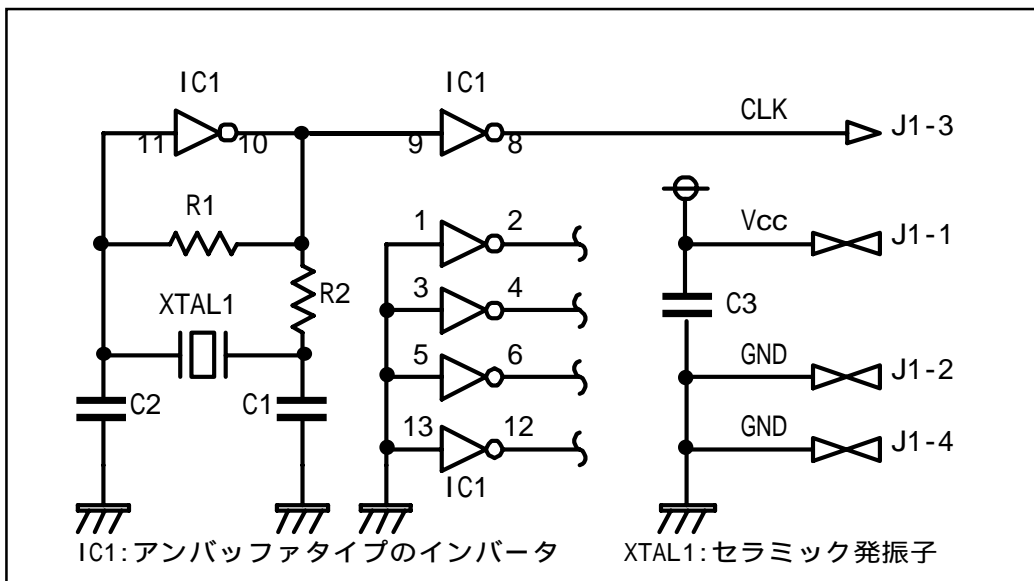 IC1
IC1
CLK
J1-3
11
10
9
8
R1
1
2
Vcc
J1-1
R2
XTAL1
3
4
C3
5
6
GND
J1-2
C2
C1
13
12
GND
J1-4
IC1
IC1:アンバッファタイプのインバータ
XTAL1:セラミック発振子